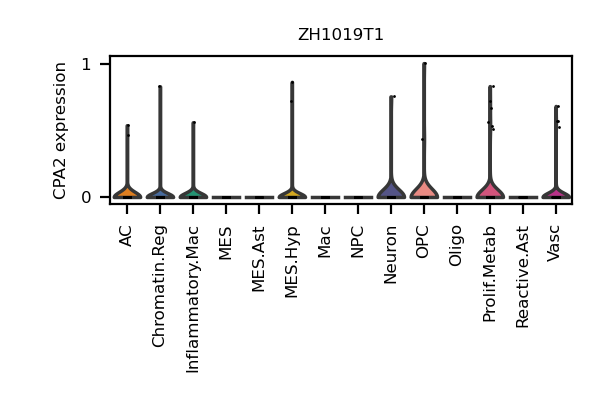 ZH1019T1
CPA2 expression
1
0
AC
Chromatin.Reg
Inflammatory.Mac
MES
MES.Ast
MES.Hyp
Mac
NPC
Neuron
OPC
Oligo
Prolif.Metab
Reactive.Ast
Vasc